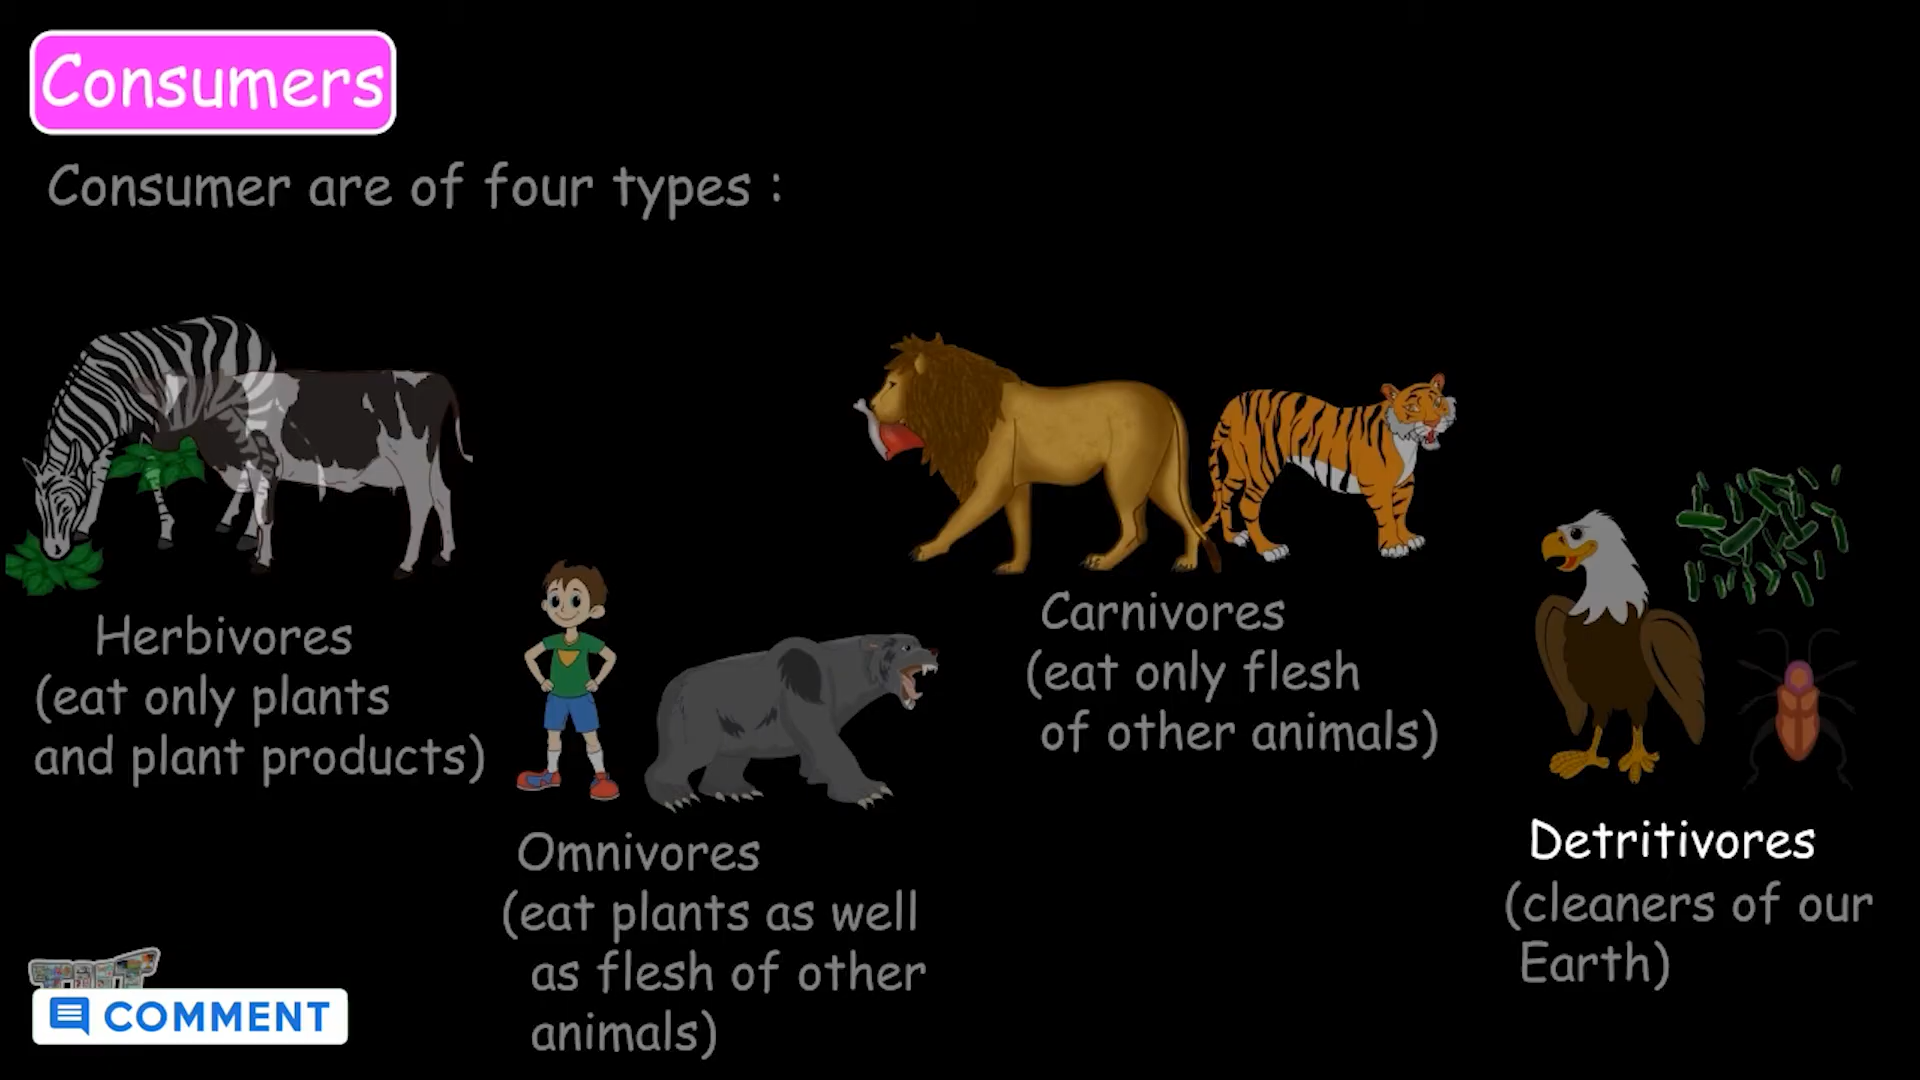 Consumers
Consumer are of four types :
Herbivores
(eat only plants
and plant products)
Omnivores
(eat plants as well
as flesh of other
animals)
Carnivores
(eat only flesh
of other animals)
Detritivores
(cleaners of our
Earth)
COMMENT